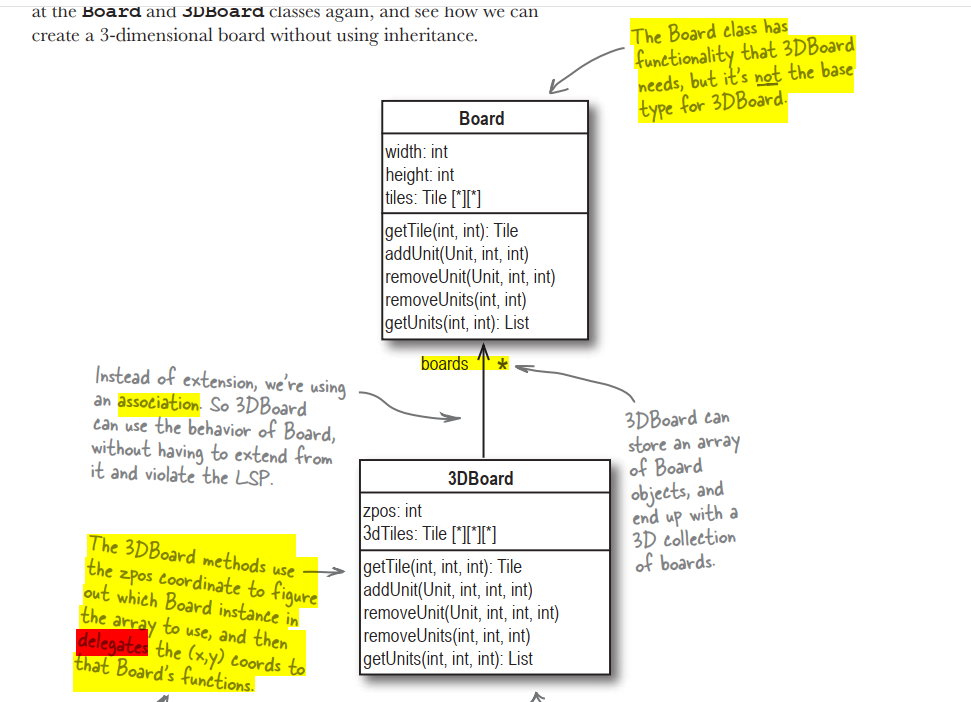 at the Board and 3DBoard classes again, and see how we can
create a 3-dimensional board without using inheritance.
The Board class has
functionality that 3DBoard
needs, but it's not the base
type for 3DBoard.
Board
width: int
height: int
tiles: Tile [*][*]
getTile(int, int): Tile
addUnit(Unit, int, int)
removeUnit(Unit, int, int)
removeUnits(int, int)
getUnits(int, int): List
boards *
Instead of extension, we're using
an association. So 3DBoard
can use the behavior of Board,
without having to extend from
it and violate the LSP.
3DBoard can
store an array
of Board
objects, and
end up with a
3D collection
of boards.
3DBoard
zpos: int
3dTiles: Tile [*][*][*]
getTile(int, int, int): Tile
addUnit(Unit, int, int, int)
removeUnit(Unit, int, int, int)
removeUnits(int, int, int)
getUnits(int, int, int): List
The 3DBoard methods use
the zpos coordinate to figure
out which Board instance in
the array to use, and then
delegates the (x,y) coords to
that Board's functions.